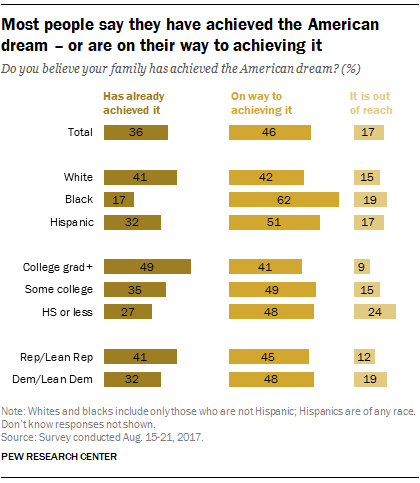 Most people say they have achieved the American
dream – or are on their way to achieving it
Do you believe your family has achieved the American dream? (%)
Has already achieved it On way to achieving it It is out of reach
Total 36 46 17
White 41 42 15
Black 17 62 19
Hispanic 32 51 17
College grad+ 49 41 9
Some college 35 49 15
HS or less 27 48 24
Rep/Lean Rep 41 45 12
Dem/Lean Dem 32 48 19
Note: Whites and blacks include only those who are not Hispanic; Hispanics are of any race.
Don't know responses not shown.
Source: Survey conducted Aug. 15-21, 2017.
PEW RESEARCH CENTER